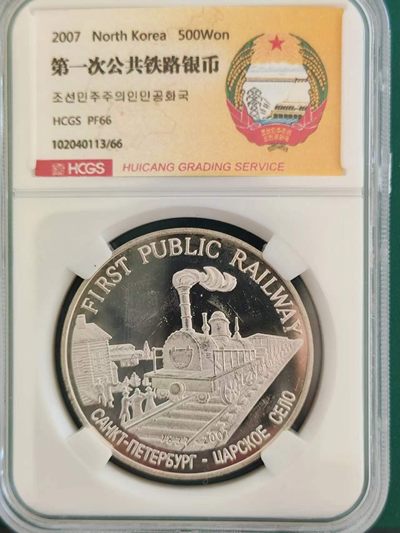 2007 North Korea 500Won
第一次公共铁路银币
조선민주주의인민공화국
HCGS PF66
102040113/66
HCGS HUICANG GRADING SERVICE
FIRST PUBLIC RAILWAY
2007
САНКТ-ПЕТЕРБУРГ - ЦАРСКОЕ СЕЛО